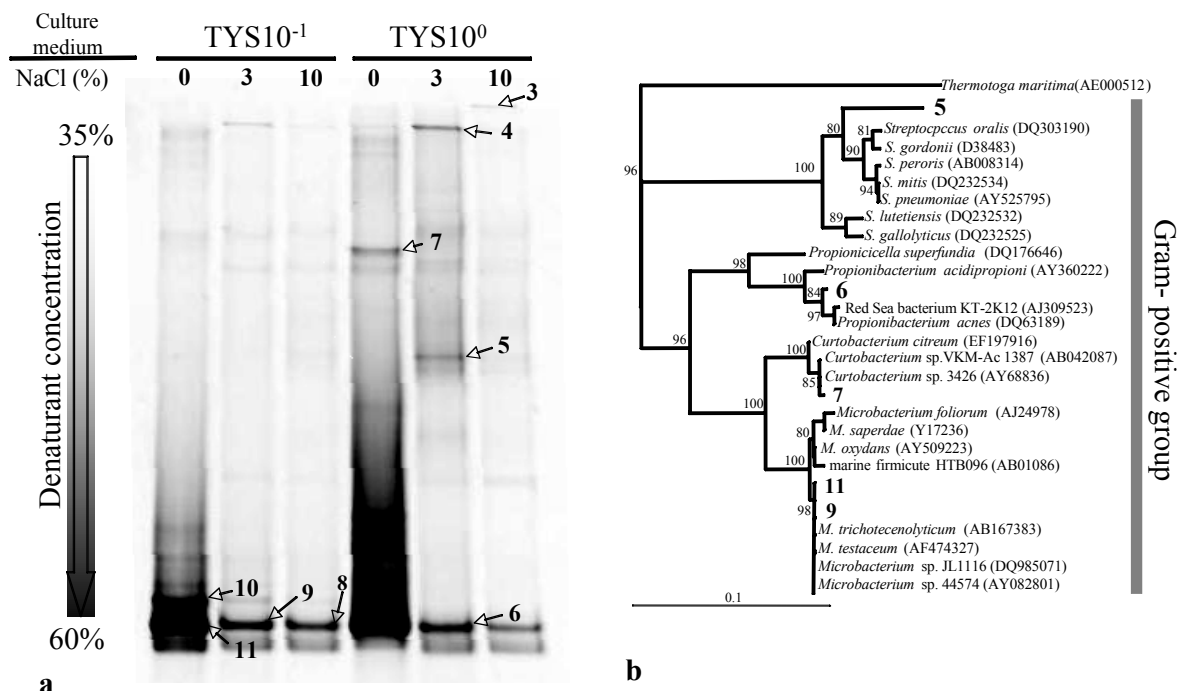 Culture medium
TYS10⁻¹ TYS10⁰
NaCl (%) 0 3 10 0 3 10
3
4
35%
7
5
Denaturant concentration
10
9
8
6
11
60%
a
Thermotoga maritima(AE000512)
5
Streptopccus oralis (DQ303190)
S. gordonii (D38483)
S. peroris (AB008314)
S. mitis (DQ232534)
S. pneumoniae (AY525795)
S. lutetiensis (DQ232532)
S. gallolyticus (DQ232525)
Propionicicella superfundia (DQ176646)
Propionibacterium acidipropioni (AY360222)
6
Red Sea bacterium KT-2K12 (AJ309523)
Propionibacterium acnes (DQ63189)
Curtobacterium citreum (EF197916)
Curtobacterium sp.VKM-Ac 1387 (AB042087)
Curtobacterium sp. 3426 (AY68836)
7
Microbacterium foliorum (AJ24978)
M. saperdae (Y17236)
M. oxydans (AY509223)
marine firmicute HTB096 (AB01086)
11
9
M. trichotecenolyticum (AB167383)
M. testaceum (AF474327)
Microbacterium sp. JL1116 (DQ985071)
Microbacterium sp. 44574 (AY082801)
96
100
80
81
90
94
89
98
100
84
97
96
100
85
100
80
100
98
0.1
Gram- positive group
b